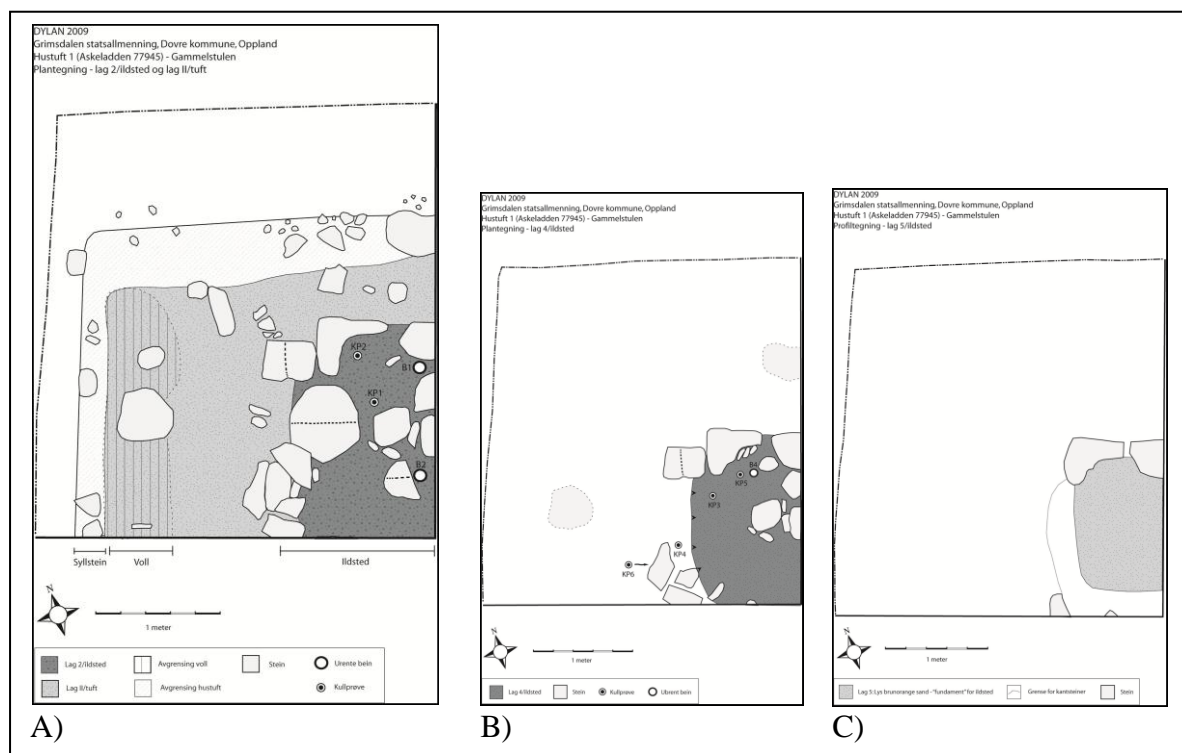 DYLAN 2009
Grimsdalen statsallmenning, Dovre kommune, Oppland
Hustuft 1 (Askeladden 77945) - Gammelstulen
Plantegning - lag 2/ildsted og lag II/tuft
KP2
B1
KP1
B2
Syllstein
Voll
Ildsted
N
1 meter
Lag 2/ildsted
Avgrensing voll
Stein
Urente bein
Lag II/tuft
Avgrensing hustuft
Kullprøve
A)
DYLAN 2009
Grimsdalen statsallmenning, Dovre kommune, Oppland
Hustuft 1 (Askeladden 77945) - Gammelstulen
Plantegning - lag 4/ildsted
KP5
B4
KP3
KP4
KP6
N
1 meter
Lag 4/ildsted
Stein
Kullprøve
Ubrent bein
B)
DYLAN 2009
Grimsdalen statsallmenning, Dovre kommune, Oppland
Hustuft 1 (Askeladden 77945) - Gammelstulen
Profiltegning - lag 5/ildsted
N
1 meter
Lag 5: Lys brunorange sand - "fundament" for ildsted
Grense for kantsteiner
Stein
C)